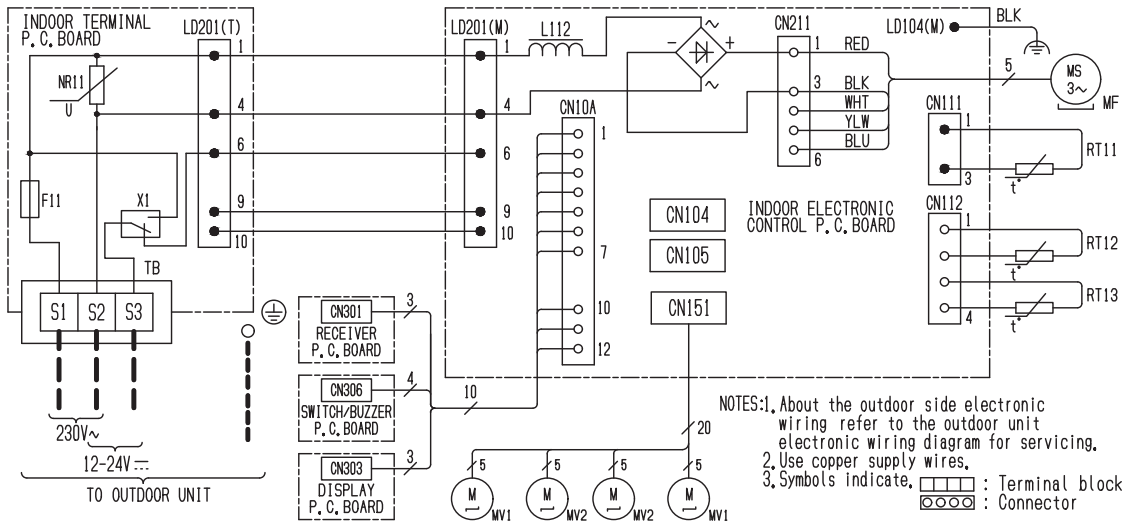 INDOOR TERMINAL
P.C.BOARD
LD201(T)
NR11
U
F11
X1
TB
S1 S2 S3
1
4
6
9
10
230V~
12-24V ⎓
TO OUTDOOR UNIT
LD201(M)
1
4
6
9
10
L112
~
- +
~
CN10A
1
7
10
12
CN211
1
3
6
RED
BLK
WHT
YLW
BLU
LD104(M)
BLK
5
MS
3~
MF
CN111
1
3
t°
RT11
CN112
1
4
t°
RT12
t°
RT13
CN104
CN105
CN151
INDOOR ELECTRONIC
CONTROL P.C.BOARD
CN301
RECEIVER
P.C.BOARD
3
CN306
SWITCH/BUZZER
P.C.BOARD
4
CN303
DISPLAY
P.C.BOARD
3
10
20
5 5 5 5
M M M M
MV1 MV2 MV2 MV1
NOTES:1. About the outdoor side electronic
wiring refer to the outdoor unit
electronic wiring diagram for servicing.
2. Use copper supply wires.
3. Symbols indicate.
: Terminal block
: Connector